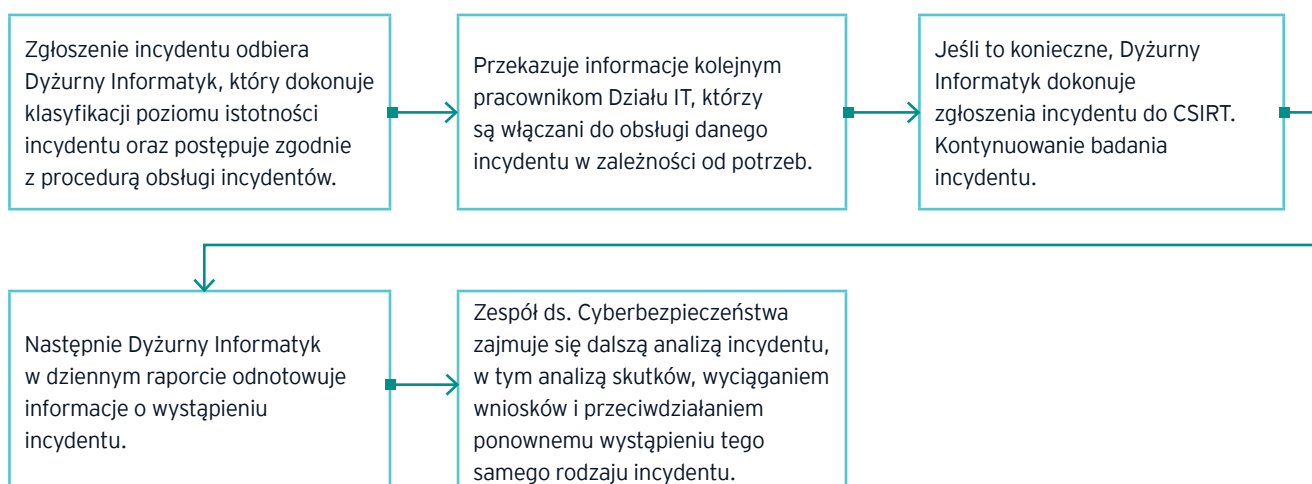 Zgłoszenie incydentu odbiera
Dyżurny Informatyk, który dokonuje
klasyfikacji poziomu istotności
incydentu oraz postępuje zgodnie
z procedurą obsługi incydentów.
Przekazuje informacje kolejnym
pracownikom Działu IT, którzy
są włączani do obsługi danego
incydentu w zależności od potrzeb.
Jeśli to konieczne, Dyżurny
Informatyk dokonuje
zgłoszenia incydentu do CSIRT.
Kontynuowanie badania
incydentu.
Następnie Dyżurny Informatyk
w dziennym raporcie odnotowuje
informacje o wystąpieniu
incydentu.
Zespół ds. Cyberbezpieczeństwa
zajmuje się dalszą analizą incydentu,
w tym analizą skutków, wyciąganiem
wniosków i przeciwdziałaniem
ponownemu wystąpieniu tego
samego rodzaju incydentu.